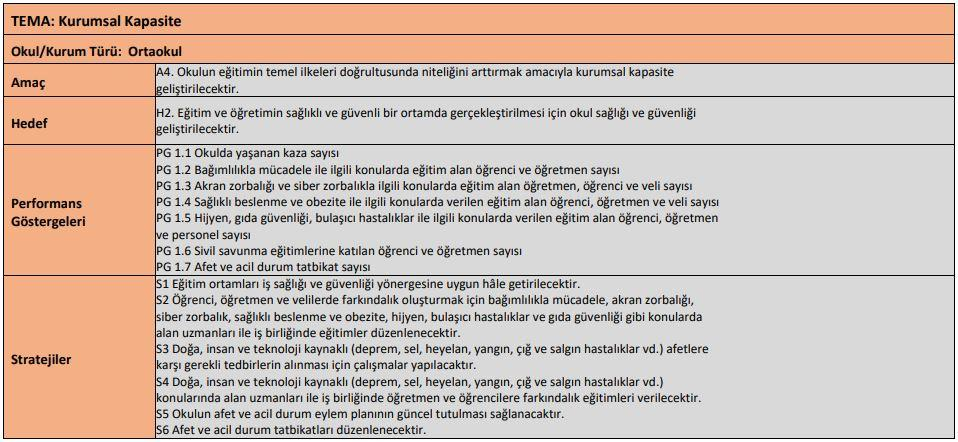 TEMA: Kurumsal Kapasite
Okul/Kurum Türü: Ortaokul
Amaç
A4. Okulun eğitimin temel ilkeleri doğrultusunda niteliğini arttırmak amacıyla kurumsal kapasite
geliştirilecektir.
Hedef
H2. Eğitim ve öğretimin sağlıklı ve güvenli bir ortamda gerçekleştirilmesi için okul sağlığı ve güvenliği
geliştirilecektir.
Performans
Göstergeleri
PG 1.1 Okulda yaşanan kaza sayısı
PG 1.2 Bağımlılıkla mücadele ile ilgili konularda eğitim alan öğrenci ve öğretmen sayısı
PG 1.3 Akran zorbalığı ve siber zorbalıkla ilgili konularda eğitim alan öğretmen, öğrenci ve veli sayısı
PG 1.4 Sağlıklı beslenme ve obezite ile ilgili konularda verilen eğitim alan öğrenci, öğretmen ve veli sayısı
PG 1.5 Hijyen, gıda güvenliği, bulaşıcı hastalıklar ile ilgili konularda verilen eğitim alan öğrenci, öğretmen
ve personel sayısı
PG 1.6 Sivil savunma eğitimlerine katılan öğrenci ve öğretmen sayısı
PG 1.7 Afet ve acil durum tatbikat sayısı
Stratejiler
S1 Eğitim ortamları iş sağlığı ve güvenliği yönergesine uygun hâle getirilecektir.
S2 Öğrenci, öğretmen ve velilerde farkındalık oluşturmak için bağımlılıkla mücadele, akran zorbalığı,
siber zorbalık, sağlıklı beslenme ve obezite, hijyen, bulaşıcı hastalıklar ve gıda güvenliği gibi konularda
alan uzmanları ile iş birliğinde eğitimler düzenlenecektir.
S3 Doğa, insan ve teknoloji kaynaklı (deprem, sel, heyelan, yangın, çığ ve salgın hastalıklar vd.) afetlere
karşı gerekli tedbirlerin alınması için çalışmalar yapılacaktır.
S4 Doğa, insan ve teknoloji kaynaklı (deprem, sel, heyelan, yangın, çığ ve salgın hastalıklar vd.)
konularında alan uzmanları ile iş birliğinde öğretmen ve öğrencilere farkındalık eğitimleri verilecektir.
S5 Okulun afet ve acil durum eylem planının güncel tutulması sağlanacaktır.
S6 Afet ve acil durum tatbikatları düzenlenecektir.